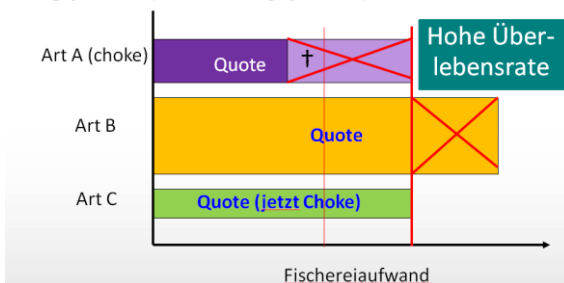 Hohe Über-
lebensrate
Art A (choke)
Quote
†
Art B
Quote
Art C
Quote (jetzt Choke)
Fischereiaufwand